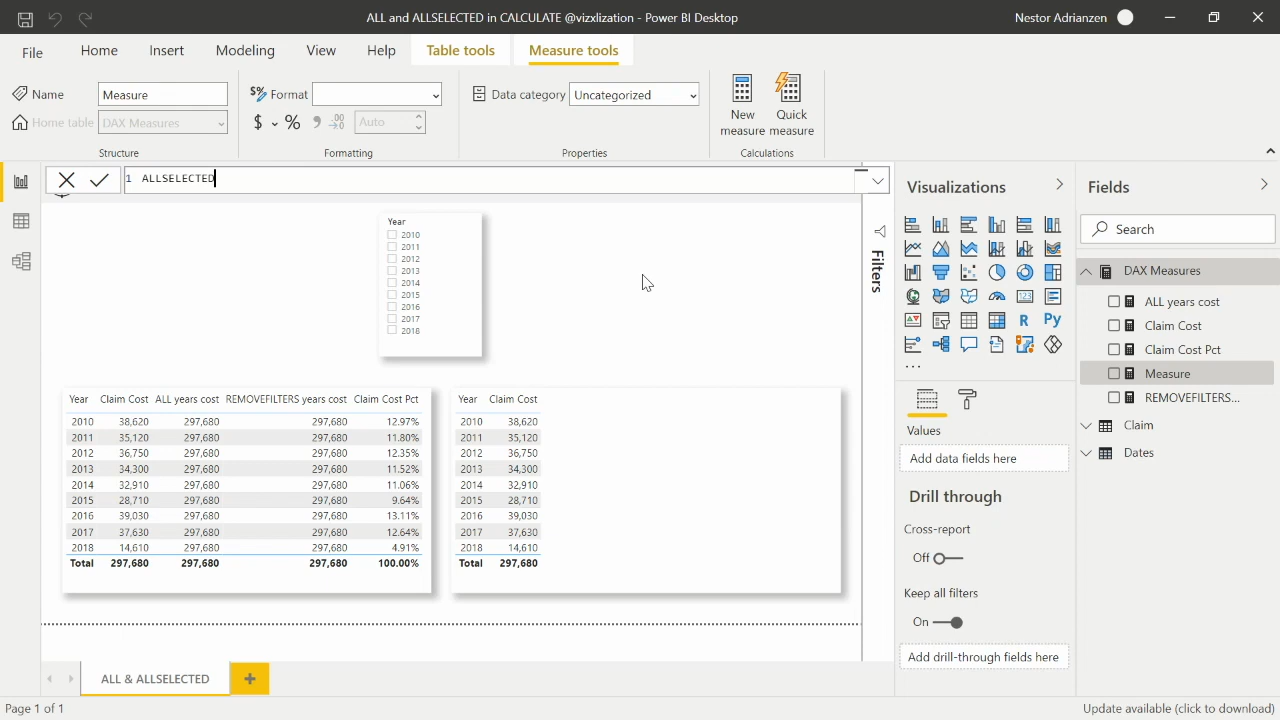 ALL and ALLSELECTED in CALCULATE @vizxlization - Power BI Desktop
Nestor Adrianzen
File
Home
Insert
Modeling
View
Help
Table tools
Measure tools
Name
Measure
Home table
DAX Measures
Structure
$% Format
$
%
,
.00
Auto
Formatting
Data category
Uncategorized
Properties
New measure
Quick measure
Calculations
1 ALLSELECTED
Year
2010
2011
2012
2013
2014
2015
2016
2017
2018
Year Claim Cost ALL years cost REMOVEFILTERS years cost Claim Cost Pct
2010 38,620 297,680 297,680 12.97%
2011 35,120 297,680 297,680 11.80%
2012 36,750 297,680 297,680 12.35%
2013 34,300 297,680 297,680 11.52%
2014 32,910 297,680 297,680 11.06%
2015 28,710 297,680 297,680 9.64%
2016 39,030 297,680 297,680 13.11%
2017 37,630 297,680 297,680 12.64%
2018 14,610 297,680 297,680 4.91%
Total 297,680 297,680 297,680 100.00%
Year Claim Cost
2010 38,620
2011 35,120
2012 36,750
2013 34,300
2014 32,910
2015 28,710
2016 39,030
2017 37,630
2018 14,610
Total 297,680
Filters
Visualizations
123
R
Py
...
Values
Add data fields here
Drill through
Cross-report
Off
Keep all filters
On
Add drill-through fields here
Fields
Search
DAX Measures
ALL years cost
Claim Cost
Claim Cost Pct
Measure
REMOVEFILTERS...
Claim
Dates
ALL & ALLSELECTED
+
Page 1 of 1
Update available (click to download)